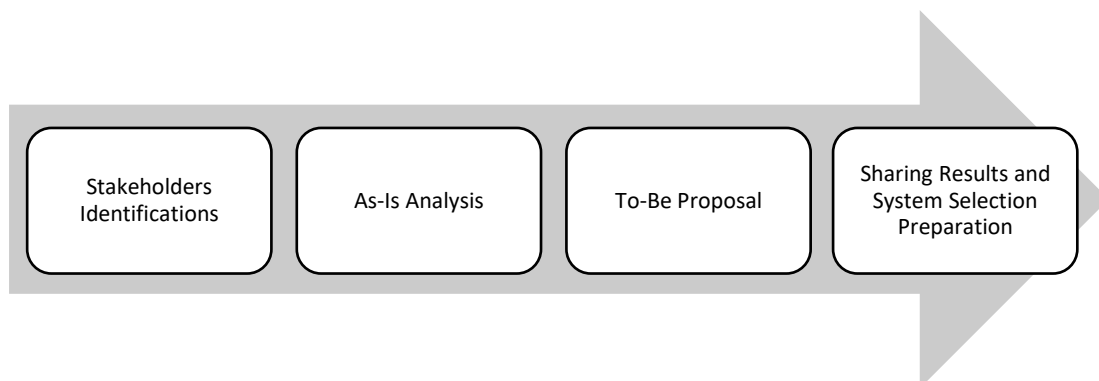 Stakeholders
Identifications
As-Is Analysis
To-Be Proposal
Sharing Results and
System Selection
Preparation